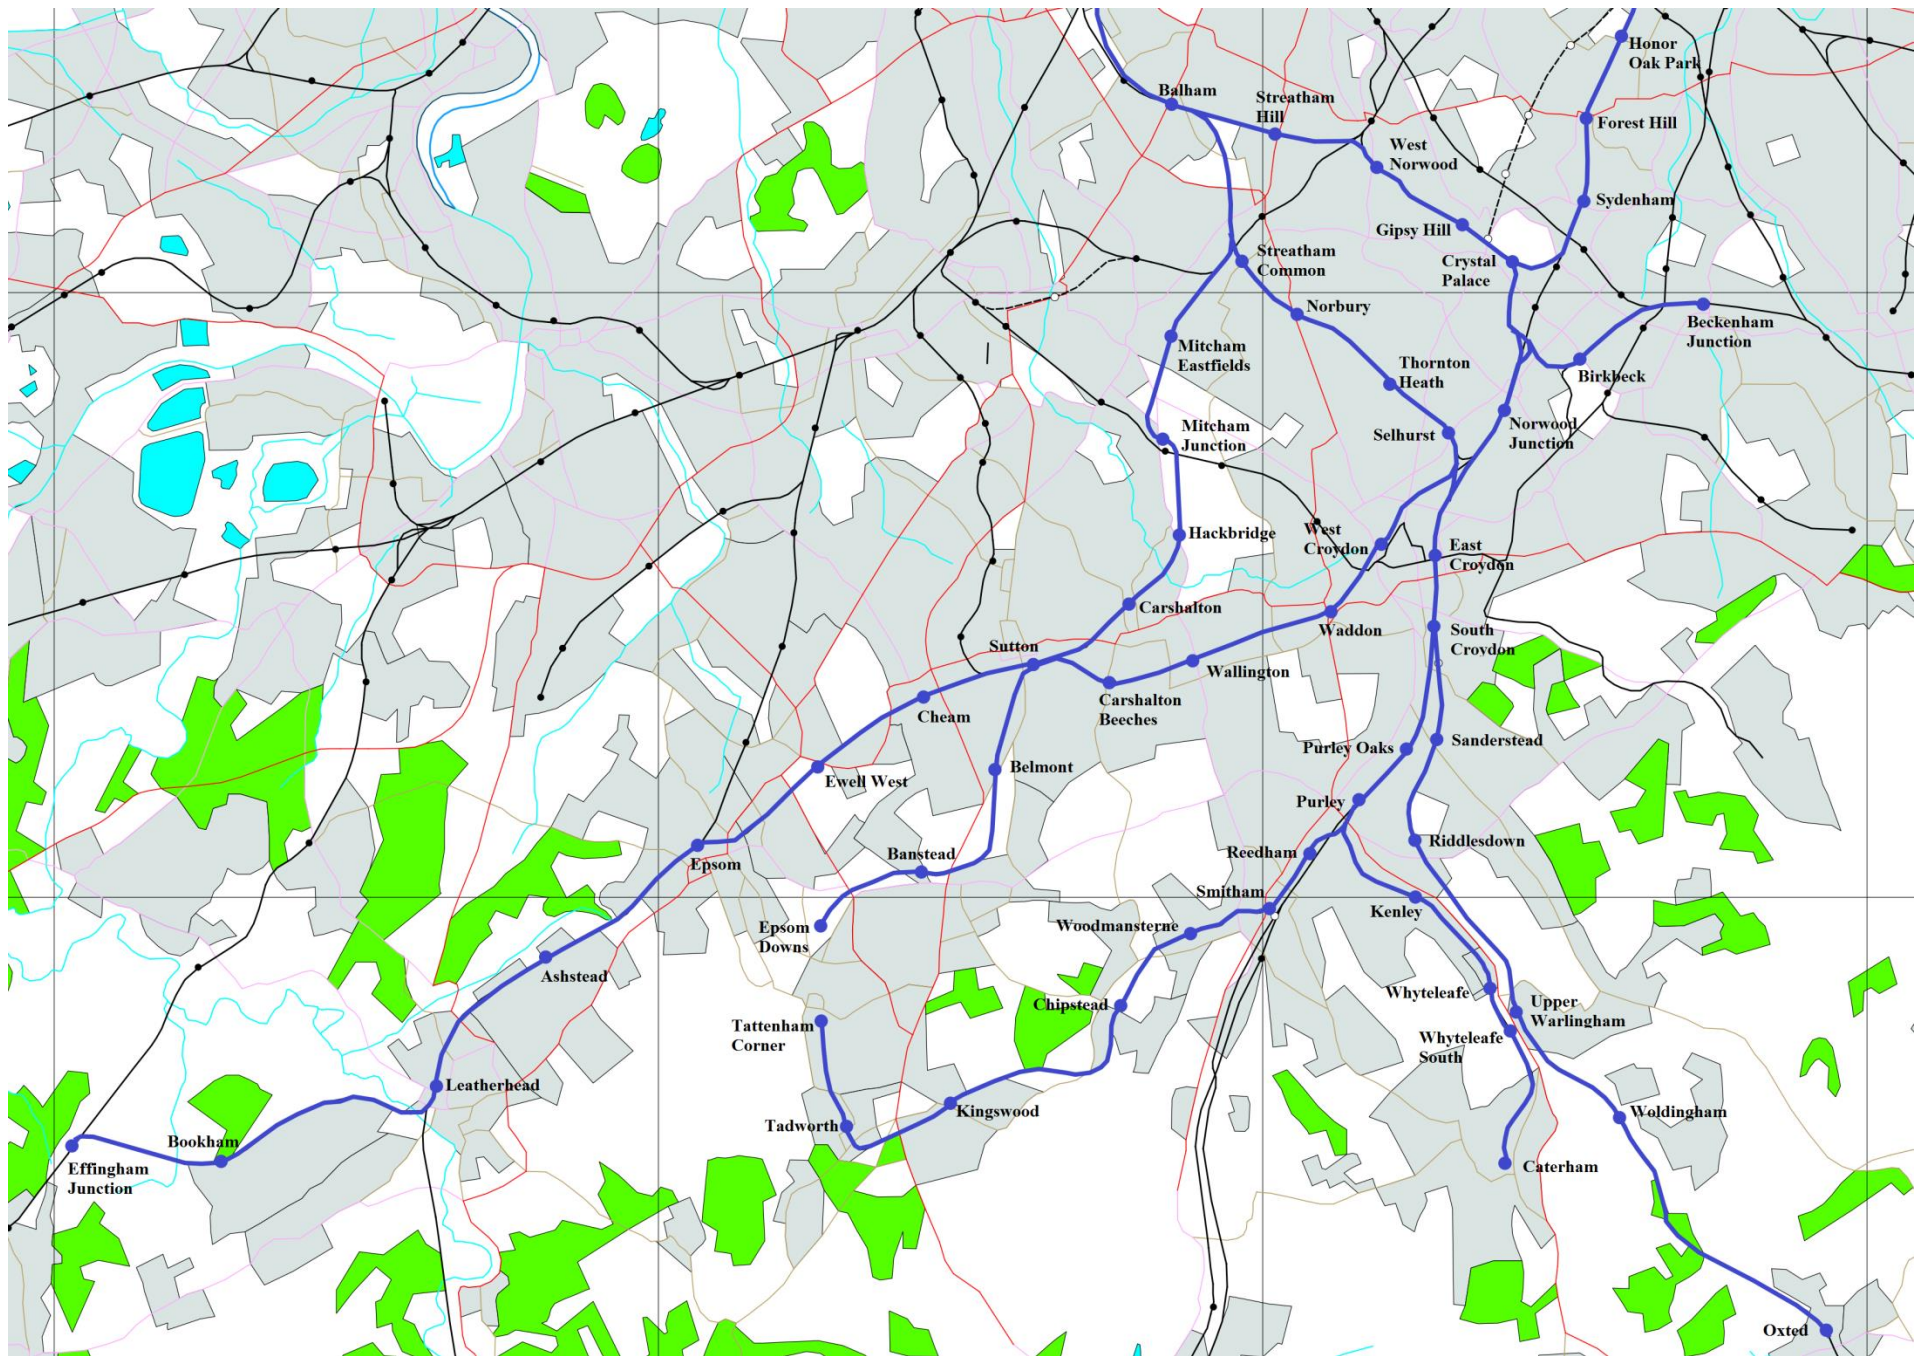 Honor
Oak Park
Balham
Streatham
Hill
Forest Hill
West
Norwood
Sydenham
Gipsy Hill
Streatham
Common
Crystal
Palace
Norbury
Beckenham
Junction
Mitcham
Eastfields
Thornton
Heath
Birkbeck
Mitcham
Junction
Selhurst
Norwood
Junction
Hackbridge
West
Croydon
East
Croydon
Carshalton
Waddon
South
Croydon
Sutton
Wallington
Carshalton
Beeches
Cheam
Purley Oaks
Sanderstead
Belmont
Ewell West
Purley
Riddlesdown
Reedham
Banstead
Epsom
Smitham
Kenley
Epsom
Downs
Woodmansterne
Ashstead
Whyteleafe
Upper
Warlingham
Chipstead
Tattenham
Corner
Whyteleafe
South
Leatherhead
Kingswood
Woldingham
Tadworth
Bookham
Effingham
Junction
Caterham
Oxted